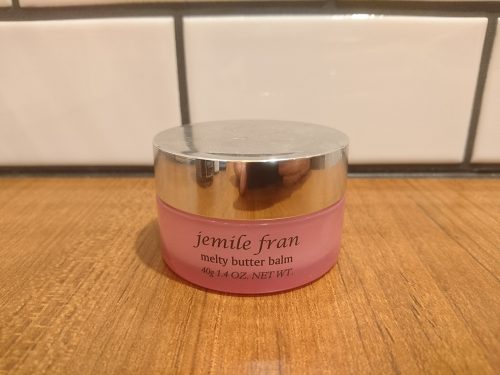 jemile fran
melty butter balm
40g 1.4 OZ. NET WT.